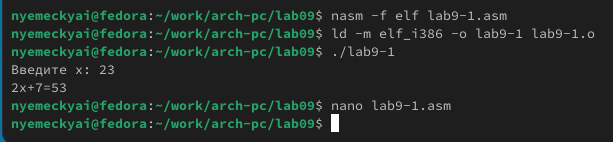 nyemeckyai@fedora:~/work/arch-pc/lab09$ nasm -f elf lab9-1.asm
nyemeckyai@fedora:~/work/arch-pc/lab09$ ld -m elf_i386 -o lab9-1 lab9-1.o
nyemeckyai@fedora:~/work/arch-pc/lab09$ ./lab9-1
Введите x: 23
2x+7=53
nyemeckyai@fedora:~/work/arch-pc/lab09$ nano lab9-1.asm
nyemeckyai@fedora:~/work/arch-pc/lab09$